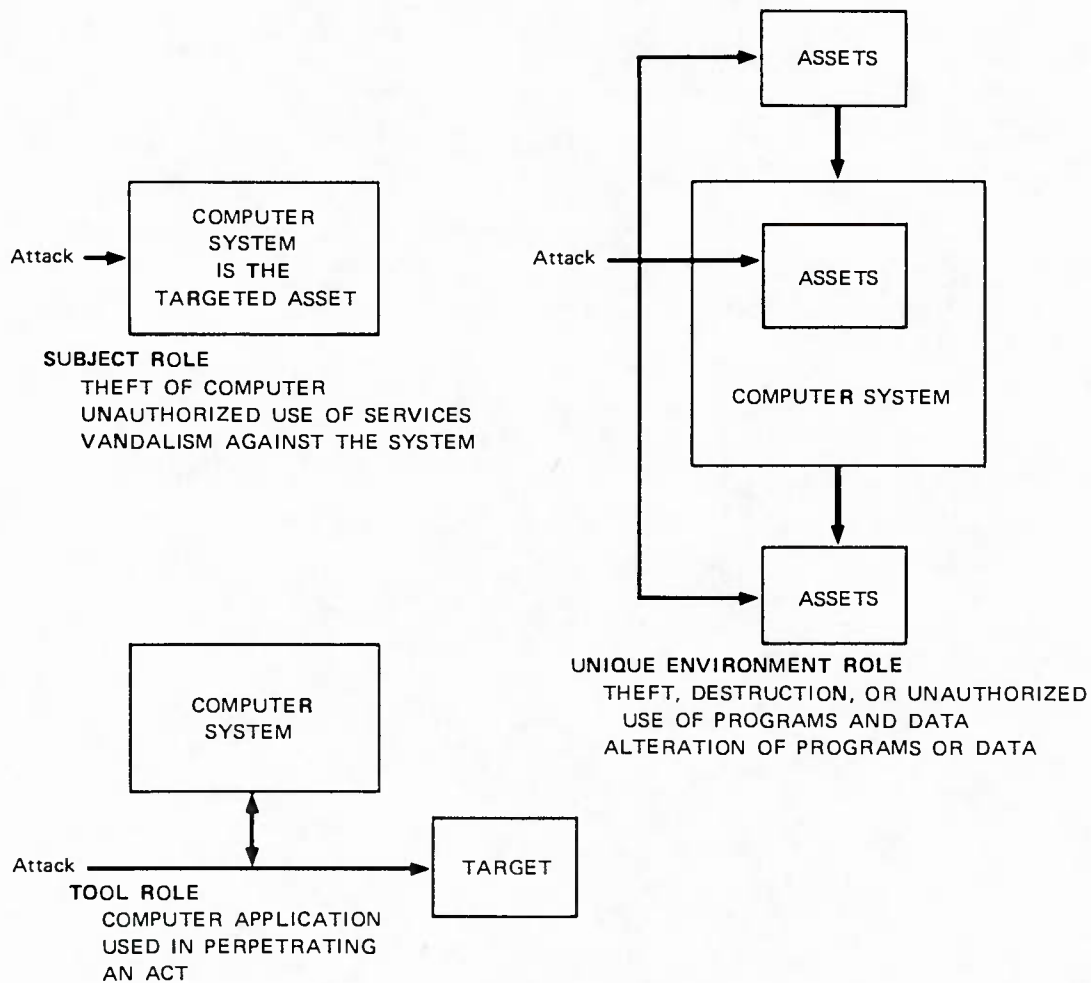 Attack
COMPUTER
SYSTEM
IS THE
TARGETED ASSET
SUBJECT ROLE
THEFT OF COMPUTER
UNAUTHORIZED USE OF SERVICES
VANDALISM AGAINST THE SYSTEM
ASSETS
Attack
ASSETS
COMPUTER SYSTEM
ASSETS
UNIQUE ENVIRONMENT ROLE
THEFT, DESTRUCTION, OR UNAUTHORIZED
USE OF PROGRAMS AND DATA
ALTERATION OF PROGRAMS OR DATA
COMPUTER
SYSTEM
Attack
TARGET
TOOL ROLE
COMPUTER APPLICATION
USED IN PERPETRATING
AN ACT